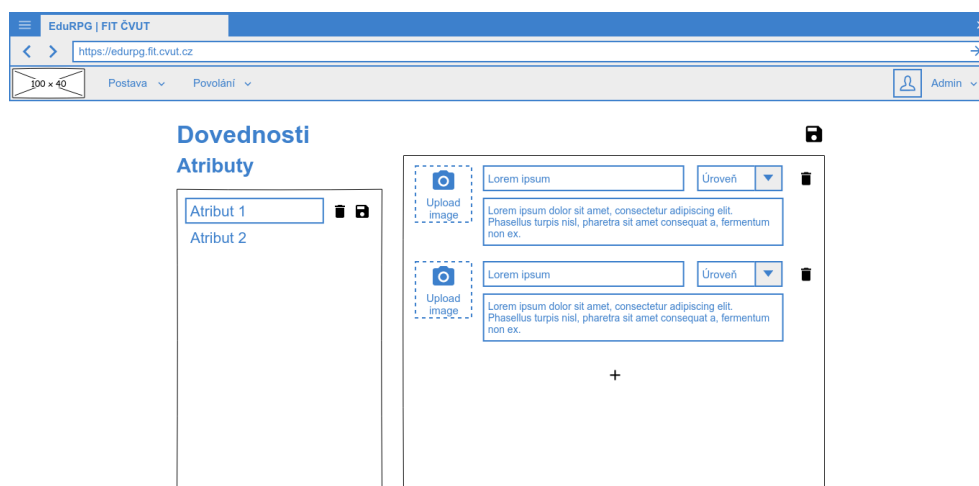 EduRPG | FIT ČVUT
https://edurpg.fit.cvut.cz
100 x 40
Postava
Povolání
Admin
Dovednosti
Atributy
Atribut 1
Atribut 2
Upload
image
Lorem ipsum
Úroveň
Lorem ipsum dolor sit amet, consectetur adipiscing elit.
Phasellus turpis nisl, pharetra sit amet consequat a, fermentum
non ex.
Upload
image
Lorem ipsum
Úroveň
Lorem ipsum dolor sit amet, consectetur adipiscing elit.
Phasellus turpis nisl, pharetra sit amet consequat a, fermentum
non ex.